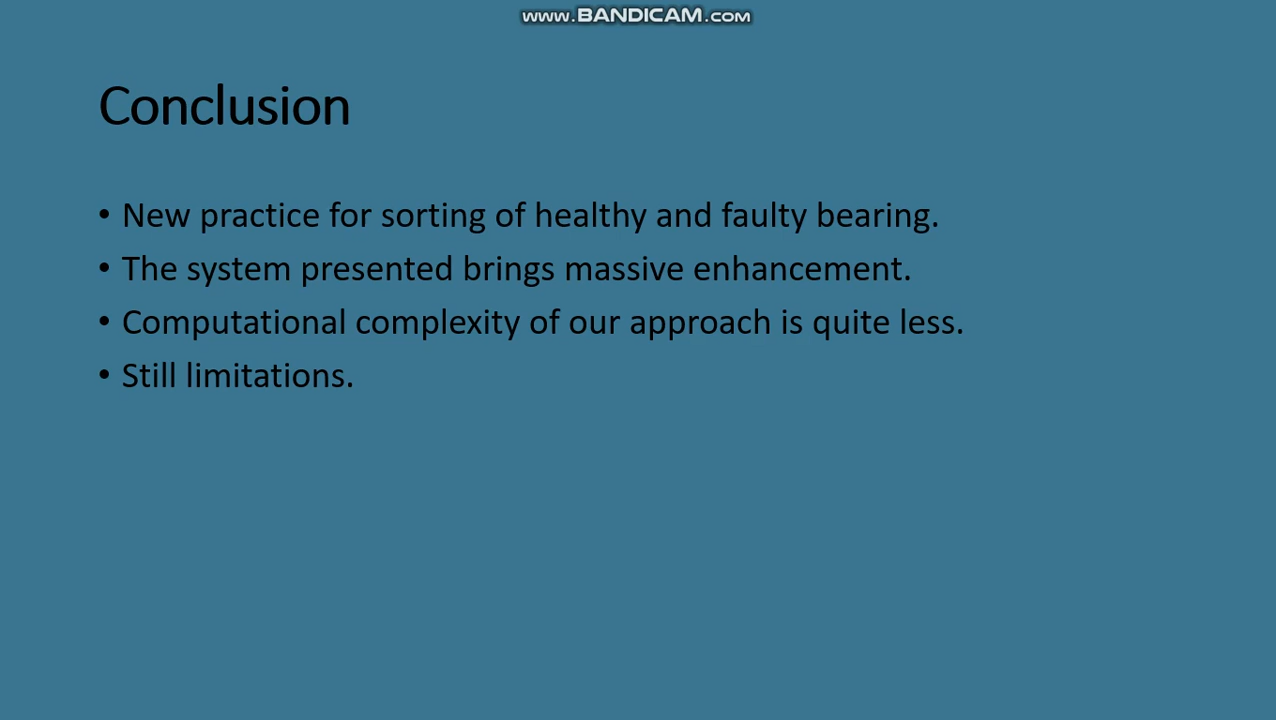 www.BANDICAM.com
Conclusion
• New practice for sorting of healthy and faulty bearing.
• The system presented brings massive enhancement.
• Computational complexity of our approach is quite less.
• Still limitations.